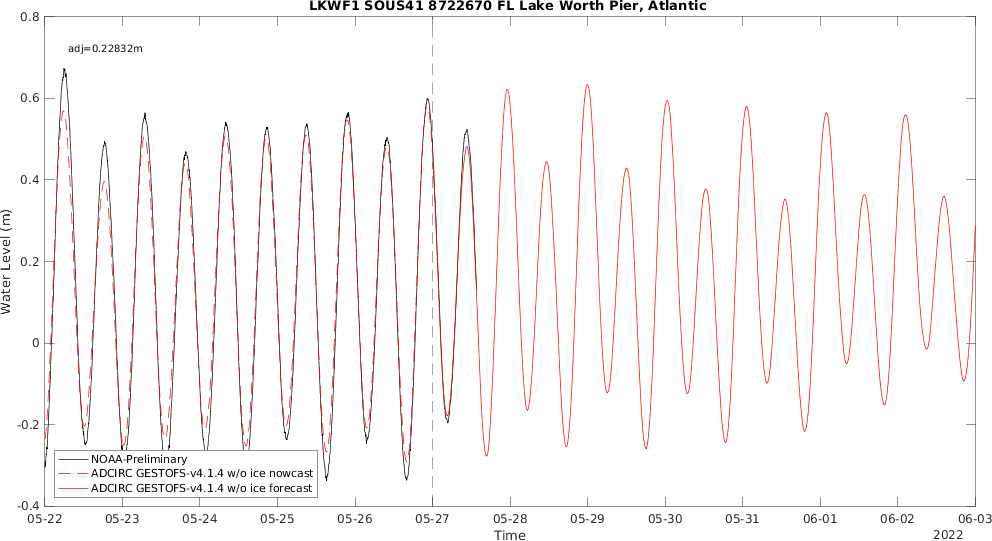 LKWF1 SOUS41 8722670 FL Lake Worth Pier, Atlantic
0.8
adj=0.22832m
0.6
0.4
0.2
0
-0.2
-0.4
Water Level (m)
NOAA-Preliminary
ADCIRC GESTOFS-v4.1.4 w/o ice nowcast
ADCIRC GESTOFS-v4.1.4 w/o ice forecast
05-22 05-23 05-24 05-25 05-26 05-27 05-28 05-29 05-30 05-31 06-01 06-02 06-03
Time
2022